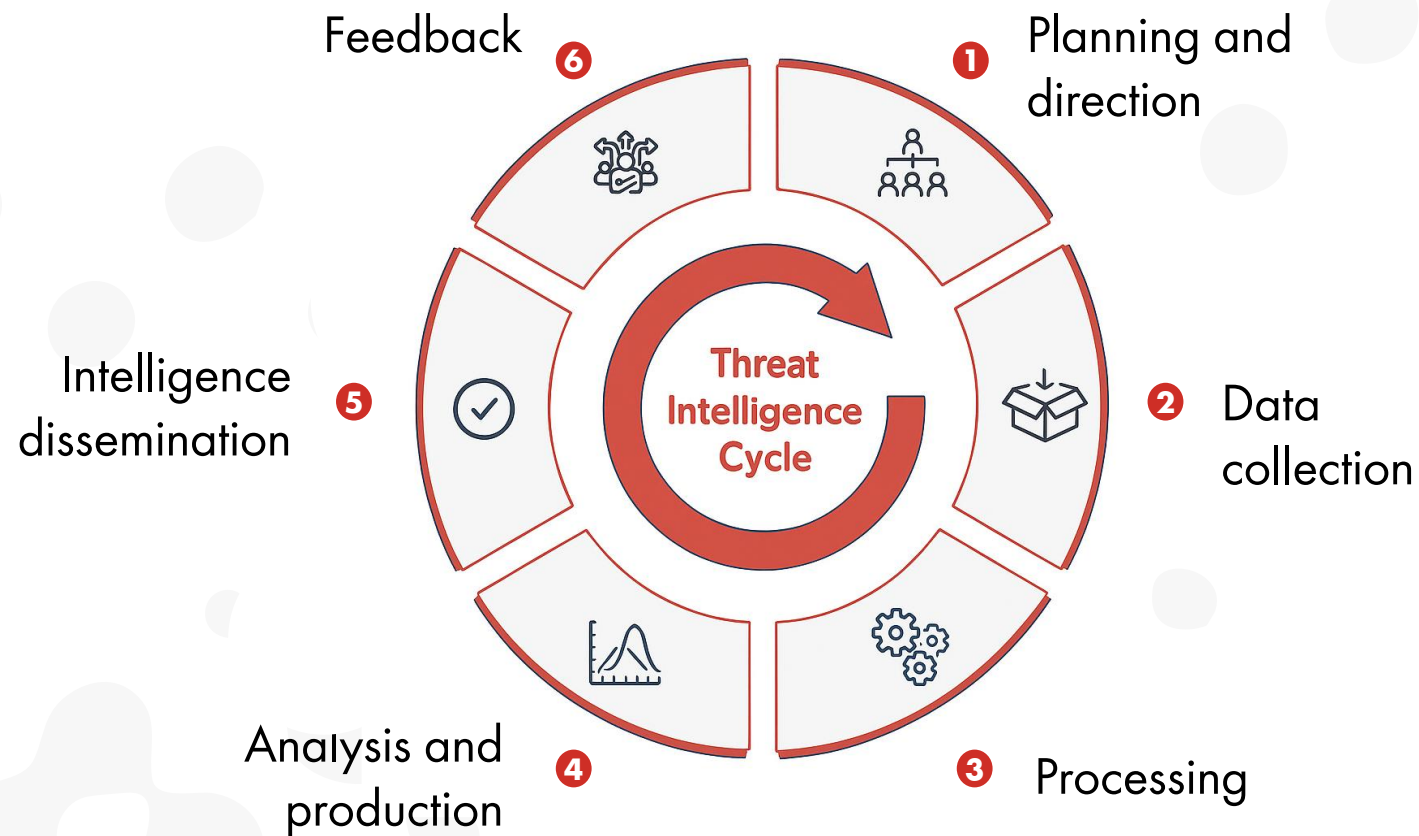 Feedback
6
1
Planning and
direction
Threat
Intelligence
Cycle
2
Data
collection
3
Processing
4
Analysis and
production
5
Intelligence
dissemination